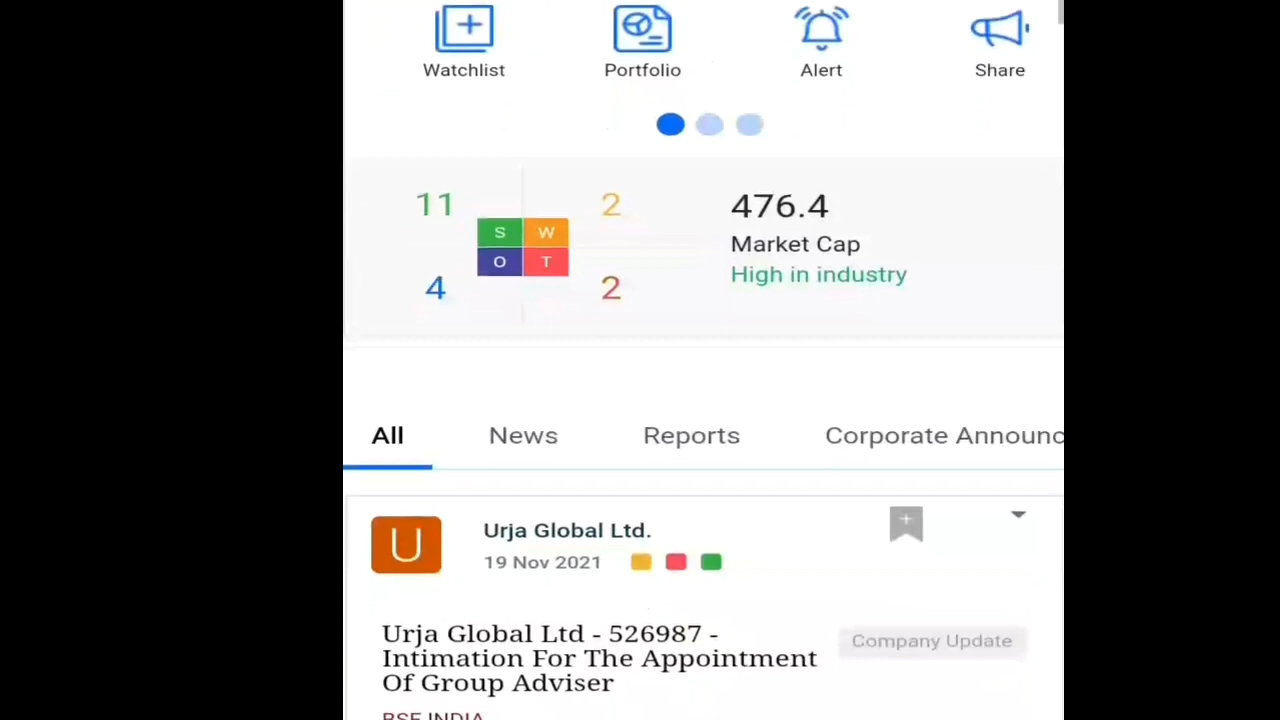 Watchlist
Portfolio
Alert
Share
11
2
S
W
O
T
4
2
476.4
Market Cap
High in industry
All
News
Reports
Corporate Announc
U
Urja Global Ltd.
19 Nov 2021
Urja Global Ltd - 526987 -
Intimation For The Appointment
Of Group Adviser
Company Update
BSE INDIA